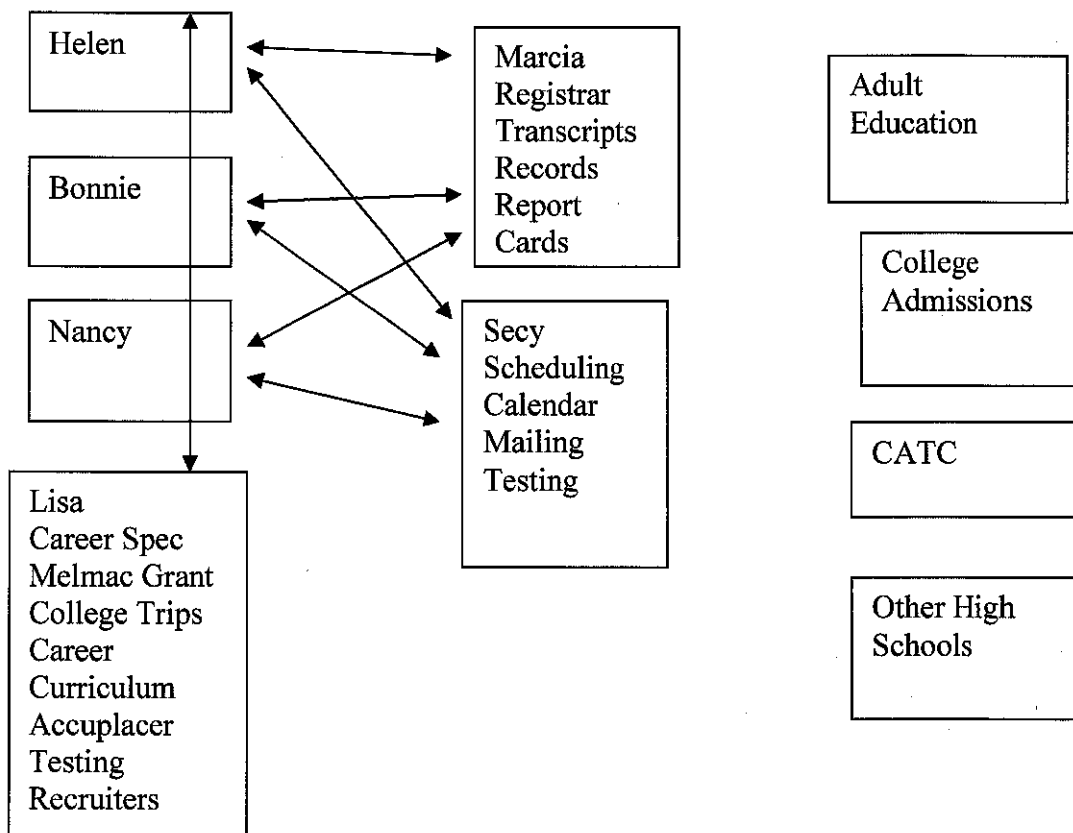 Helen
Bonnie
Nancy
Lisa
Career Spec
Melmac Grant
College Trips
Career
Curriculum
Accuplacer
Testing
Recruiters
Marcia
Registrar
Transcripts
Records
Report
Cards
Secy
Scheduling
Calendar
Mailing
Testing
Adult
Education
College
Admissions
CATC
Other High
Schools